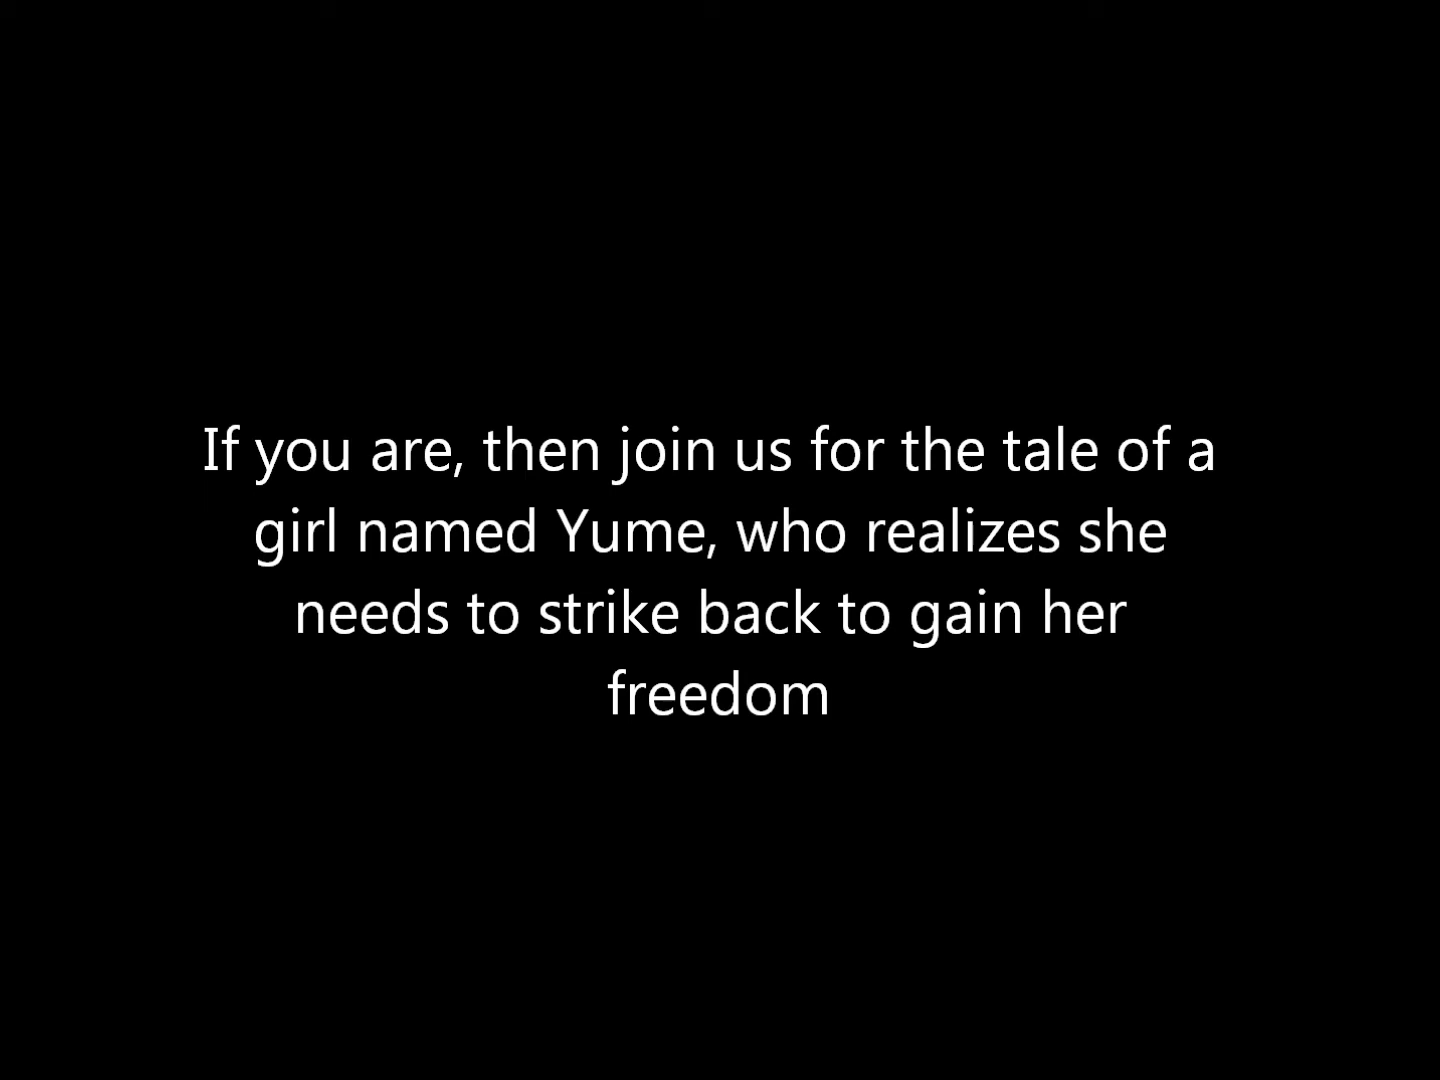 If you are, then join us for the tale of a
girl named Yume, who realizes she
needs to strike back to gain her
freedom